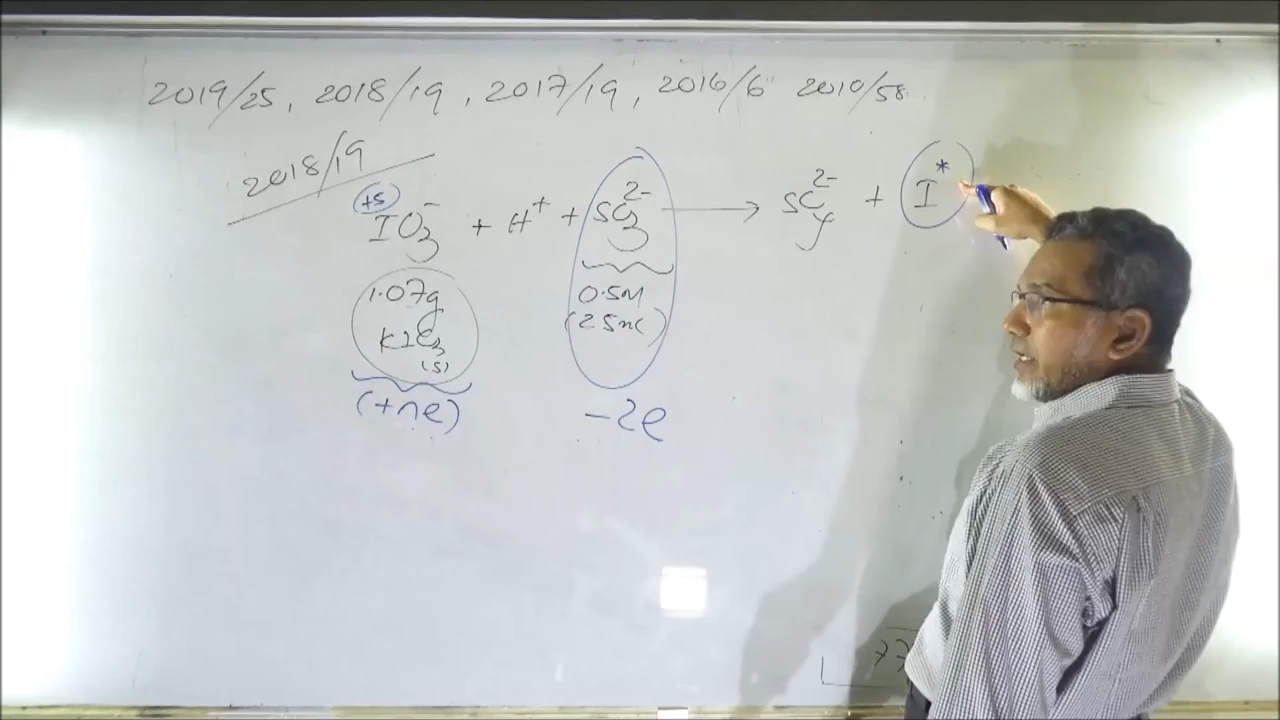 2019/25, 2018/19, 2017/19, 2016/6 2010/58
2018/19
+5
IO₃⁻ + H⁺ + SO₃²⁻ → SO₄²⁻ + I*
1.07g 0.5M
KIO₃ (25mL)
(s)
(+ne) -2e
77